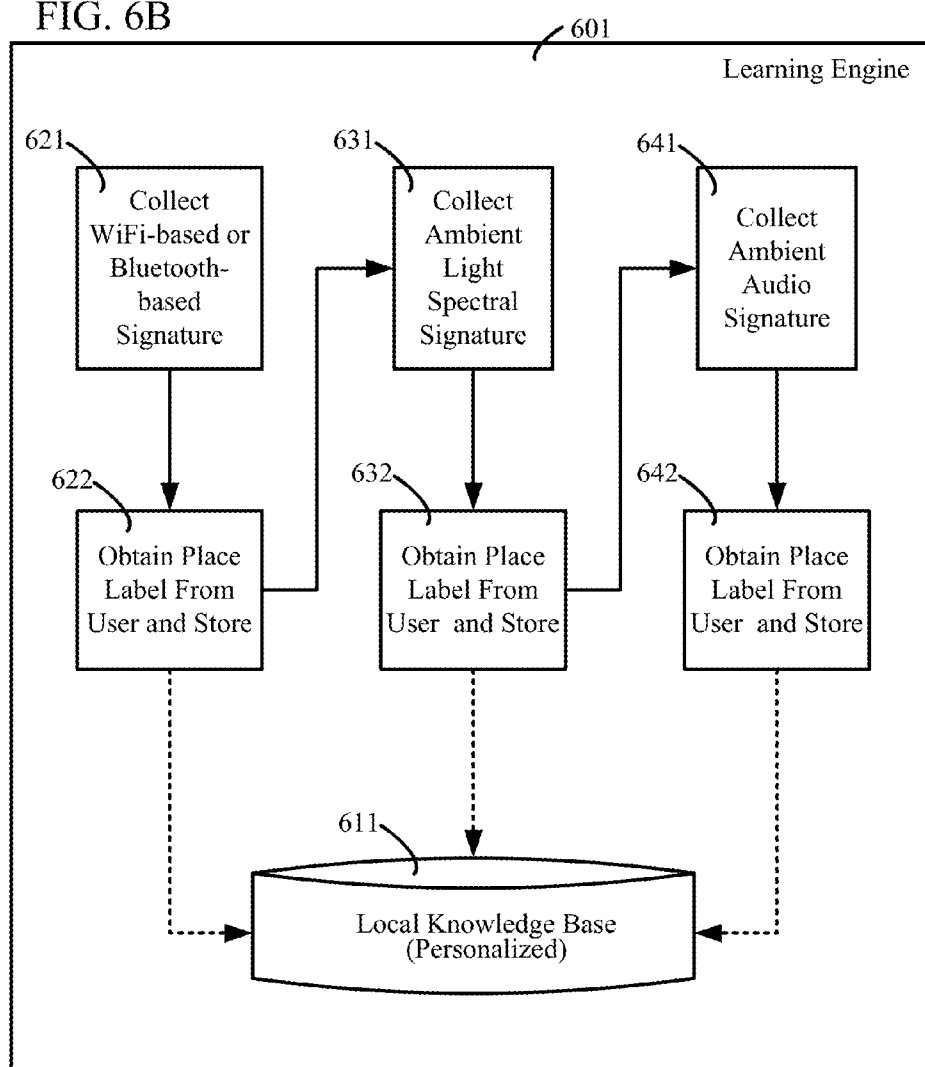 FIG. 6B
601
Learning Engine
621
Collect
WiFi-based or
Bluetooth-
based
Signature
631
Collect
Ambient
Light
Spectral
Signature
641
Collect
Ambient
Audio
Signature
622
Obtain Place
Label From
User and Store
632
Obtain Place
Label From
User and Store
642
Obtain Place
Label From
User and Store
611
Local Knowledge Base
(Personalized)